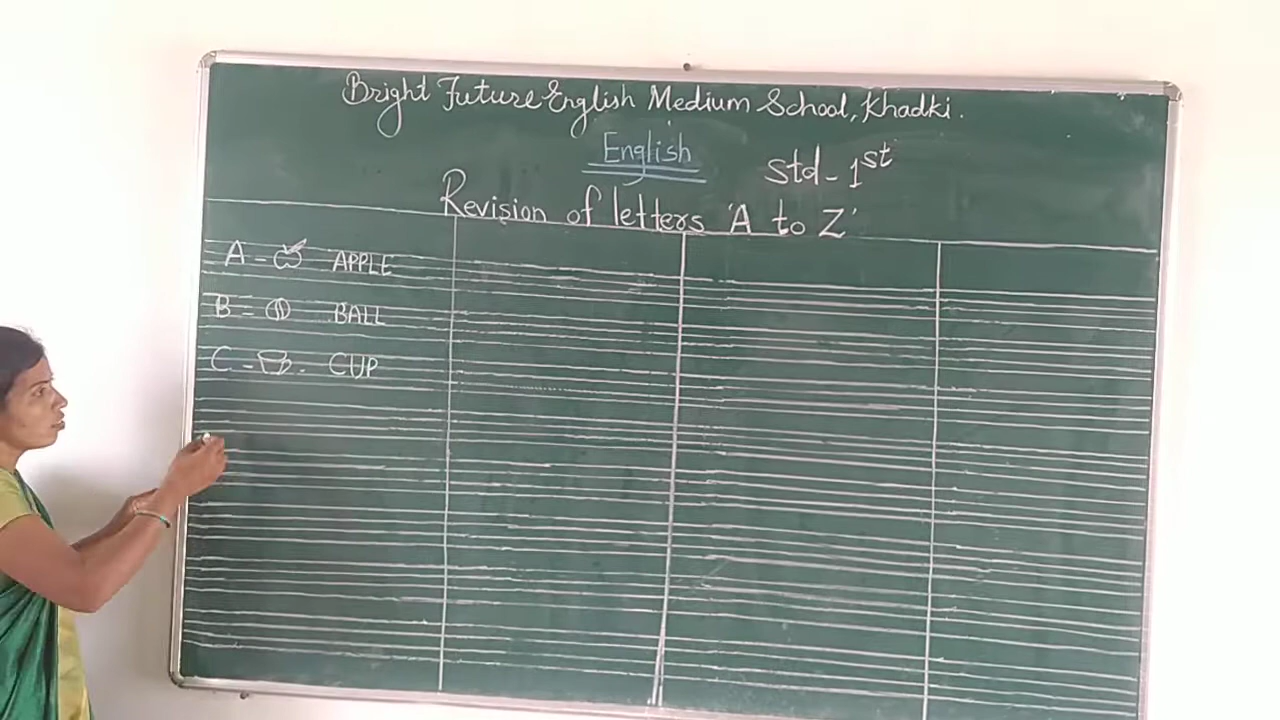 Bright Future English Medium School, Khadki.
English
Std - 1st
Revision of letters 'A to Z'
A - APPLE
B = BALL
C - CUP